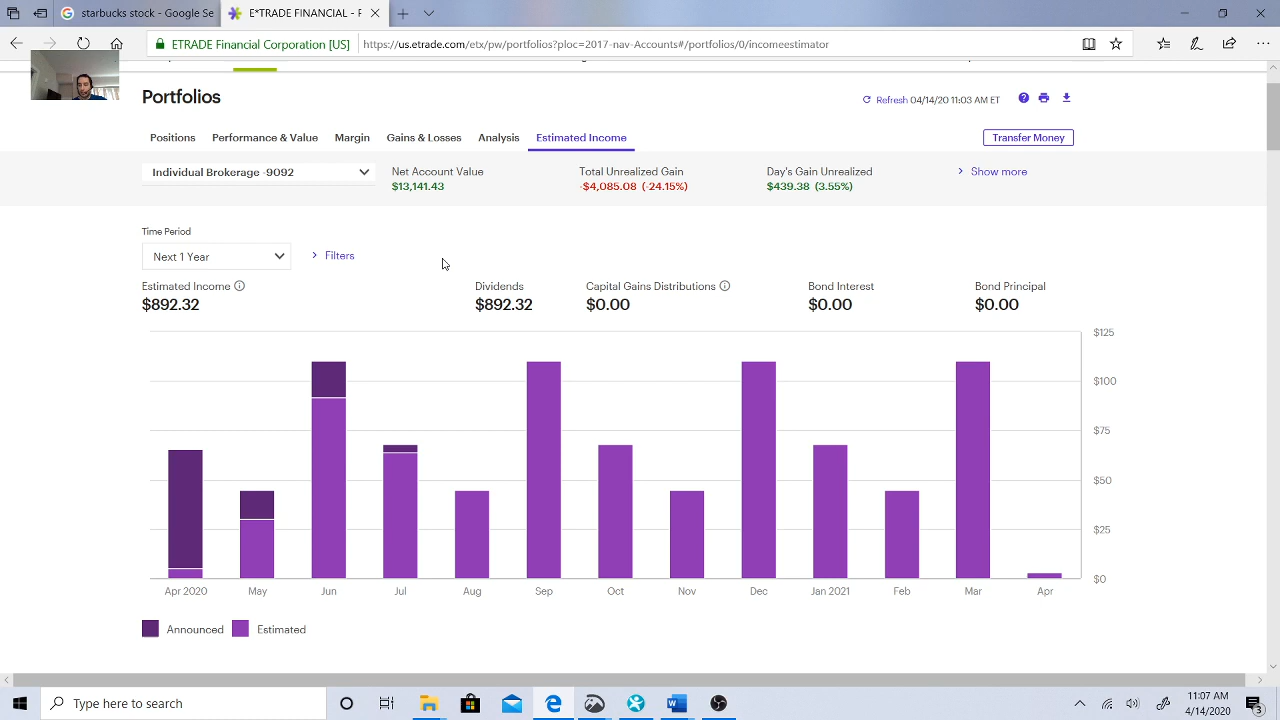 starbucks stock - Google Se
E*TRADE FINANCIAL - F
ETRADE Financial Corporation [US]
https://us.etrade.com/etx/pw/portfolios?ploc=2017-nav-Accounts#/portfolios/0/incomeestimator
Portfolios
Refresh 04/14/20 11:03 AM ET
Positions Performance & Value Margin Gains & Losses Analysis Estimated Income
Transfer Money
Individual Brokerage -9092
Net Account Value Total Unrealized Gain Day's Gain Unrealized Show more
$13,141.43 -$4,085.08 (-24.15%) $439.38 (3.55%)
Time Period
Next 1 Year
Filters
Estimated Income Dividends Capital Gains Distributions Bond Interest Bond Principal
$892.32 $892.32 $0.00 $0.00 $0.00
$125
$100
$75
$50
$25
$0
Apr 2020 May Jun Jul Aug Sep Oct Nov Dec Jan 2021 Feb Mar Apr
Announced Estimated
Type here to search
11:07 AM
4/14/2020
3